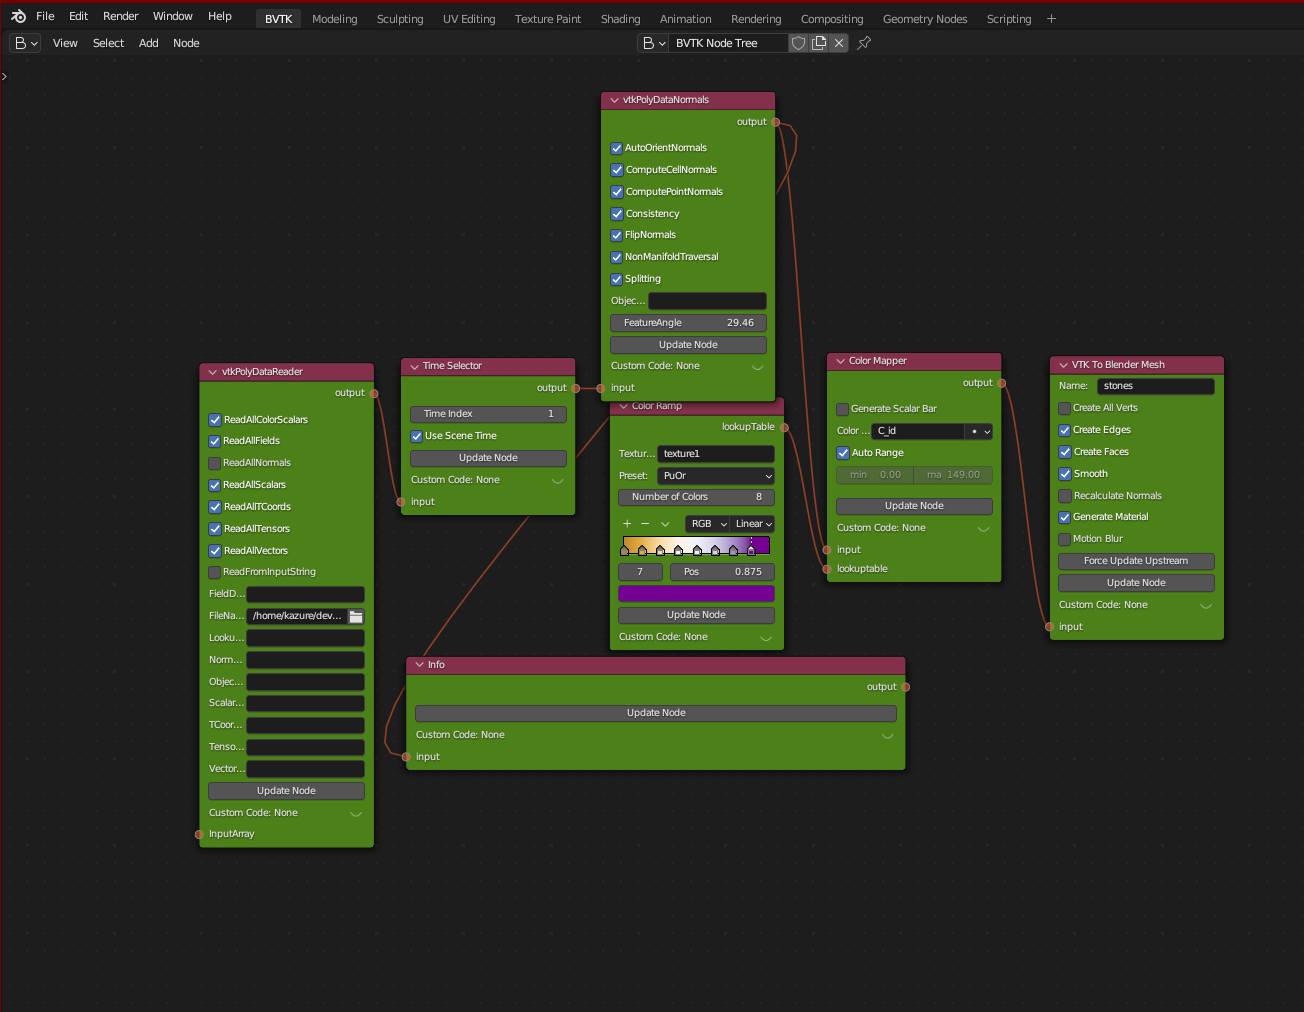 File Edit Render Window Help BVTK Modeling Sculpting UV Editing Texture Paint Shading Animation Rendering Compositing Geometry Nodes Scripting +
View Select Add Node BVTK Node Tree
vtkPolyDataNormals
output
AutoOrientNormals
ComputeCellNormals
ComputePointNormals
Consistency
FlipNormals
NonManifoldTraversal
Splitting
Objec...
FeatureAngle 29.46
Update Node
Custom Code: None
input
vtkPolyDataReader
output
ReadAllColorScalars
ReadAllFields
ReadAllNormals
ReadAllScalars
ReadAllTCoords
ReadAllTensors
ReadAllVectors
ReadFromInputString
FieldD...
FileNa... /home/kazure/dev...
Looku...
Norm...
Objec...
Scalar...
TCoor...
Tenso...
Vector...
Update Node
Custom Code: None
InputArray
Time Selector
output
Time Index 1
Use Scene Time
Update Node
Custom Code: None
input
Color Ramp
lookupTable
Textur... texture1
Preset: PuOr
Number of Colors 8
+ − RGB Linear
7 Pos 0.875
Update Node
Custom Code: None
Color Mapper
output
Generate Scalar Bar
Color ... C_id
Auto Range
min 0.00 ma 149.00
Update Node
Custom Code: None
input
lookuptable
VTK To Blender Mesh
Name: stones
Create All Verts
Create Edges
Create Faces
Smooth
Recalculate Normals
Generate Material
Motion Blur
Force Update Upstream
Update Node
Custom Code: None
input
Info
output
Update Node
Custom Code: None
input